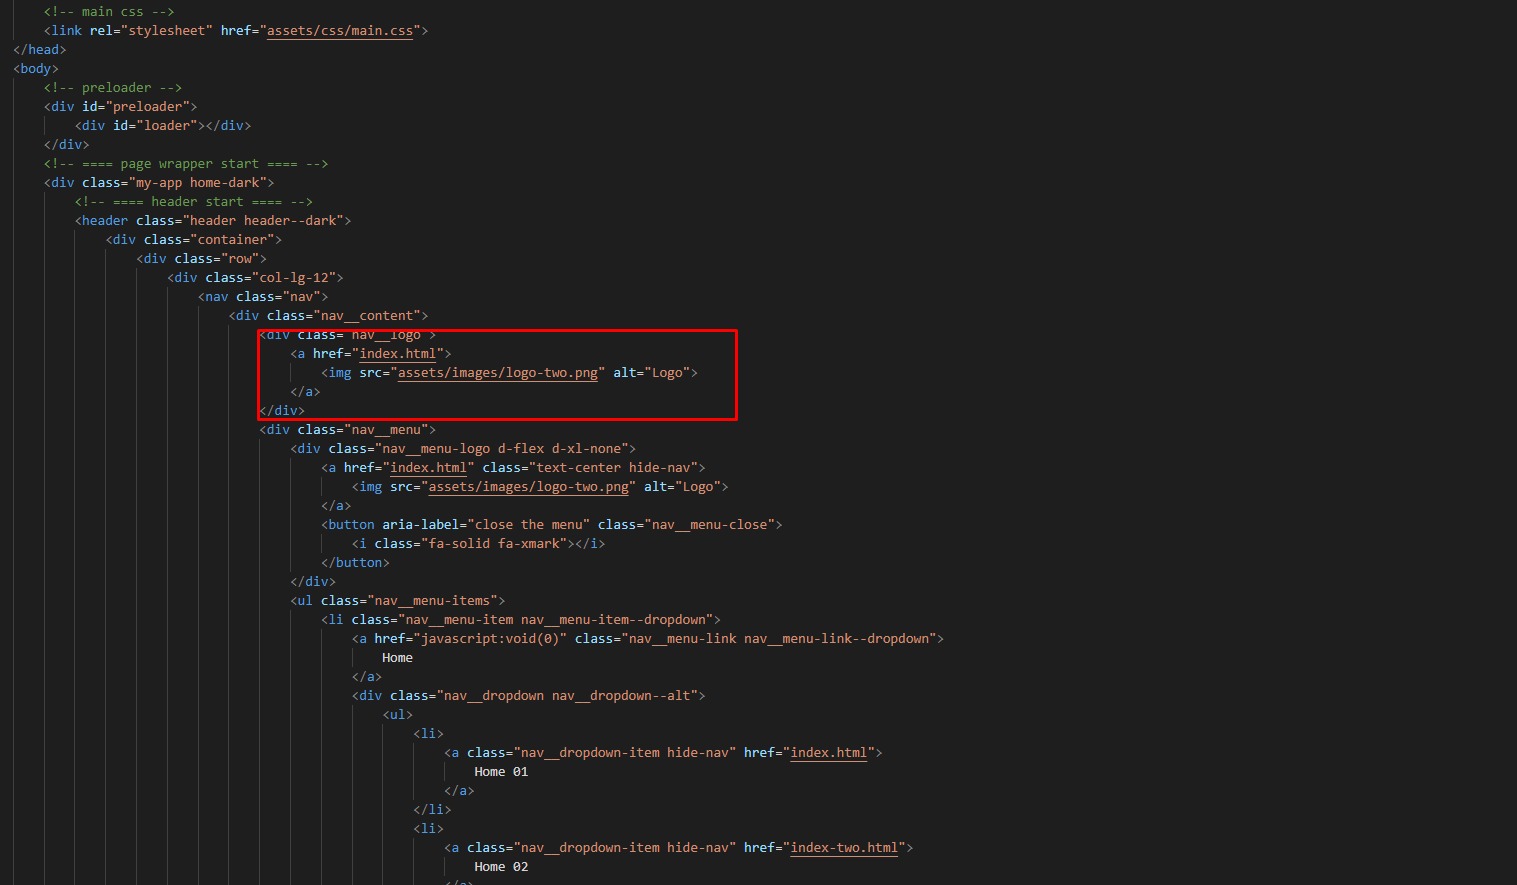 <!-- main css -->
<link rel="stylesheet" href="assets/css/main.css">
</head>
<body>
<!-- preloader -->
<div id="preloader">
<div id="loader"></div>
</div>
<!-- ==== page wrapper start ==== -->
<div class="my-app home-dark">
<!-- ==== header start ==== -->
<header class="header header--dark">
<div class="container">
<div class="row">
<div class="col-lg-12">
<nav class="nav">
<div class="nav__content">
<div class="nav__logo">
<a href="index.html">
<img src="assets/images/logo-two.png" alt="Logo">
</a>
</div>
<div class="nav__menu">
<div class="nav__menu-logo d-flex d-xl-none">
<a href="index.html" class="text-center hide-nav">
<img src="assets/images/logo-two.png" alt="Logo">
</a>
<button aria-label="close the menu" class="nav__menu-close">
<i class="fa-solid fa-xmark"></i>
</button>
</div>
<ul class="nav__menu-items">
<li class="nav__menu-item nav__menu-item--dropdown">
<a href="javascript:void(0)" class="nav__menu-link nav__menu-link--dropdown">
Home
</a>
<div class="nav__dropdown nav__dropdown--alt">
<ul>
<li>
<a class="nav__dropdown-item hide-nav" href="index.html">
Home 01
</a>
</li>
<li>
<a class="nav__dropdown-item hide-nav" href="index-two.html">
Home 02
</a>